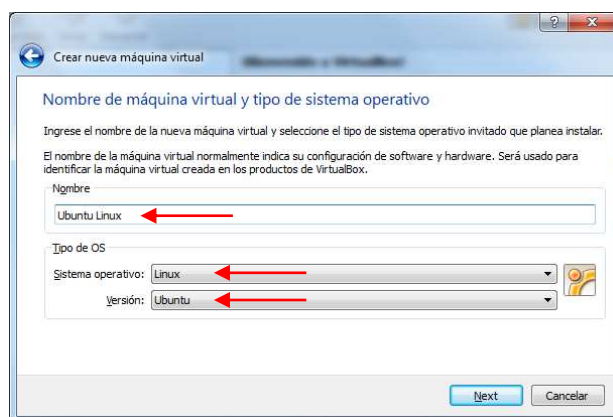 Crear nueva máquina virtual
Nombre de máquina virtual y tipo de sistema operativo
Ingrese el nombre de la nueva máquina virtual y seleccione el tipo de sistema operativo invitado que planea instalar.
El nombre de la máquina virtual normalmente indica su configuración de software y hardware. Será usado para
identificar la máquina virtual creada en los productos de VirtualBox.
Nombre
Ubuntu Linux
Tipo de OS
Sistema operativo: Linux
Versión: Ubuntu
Next Cancelar